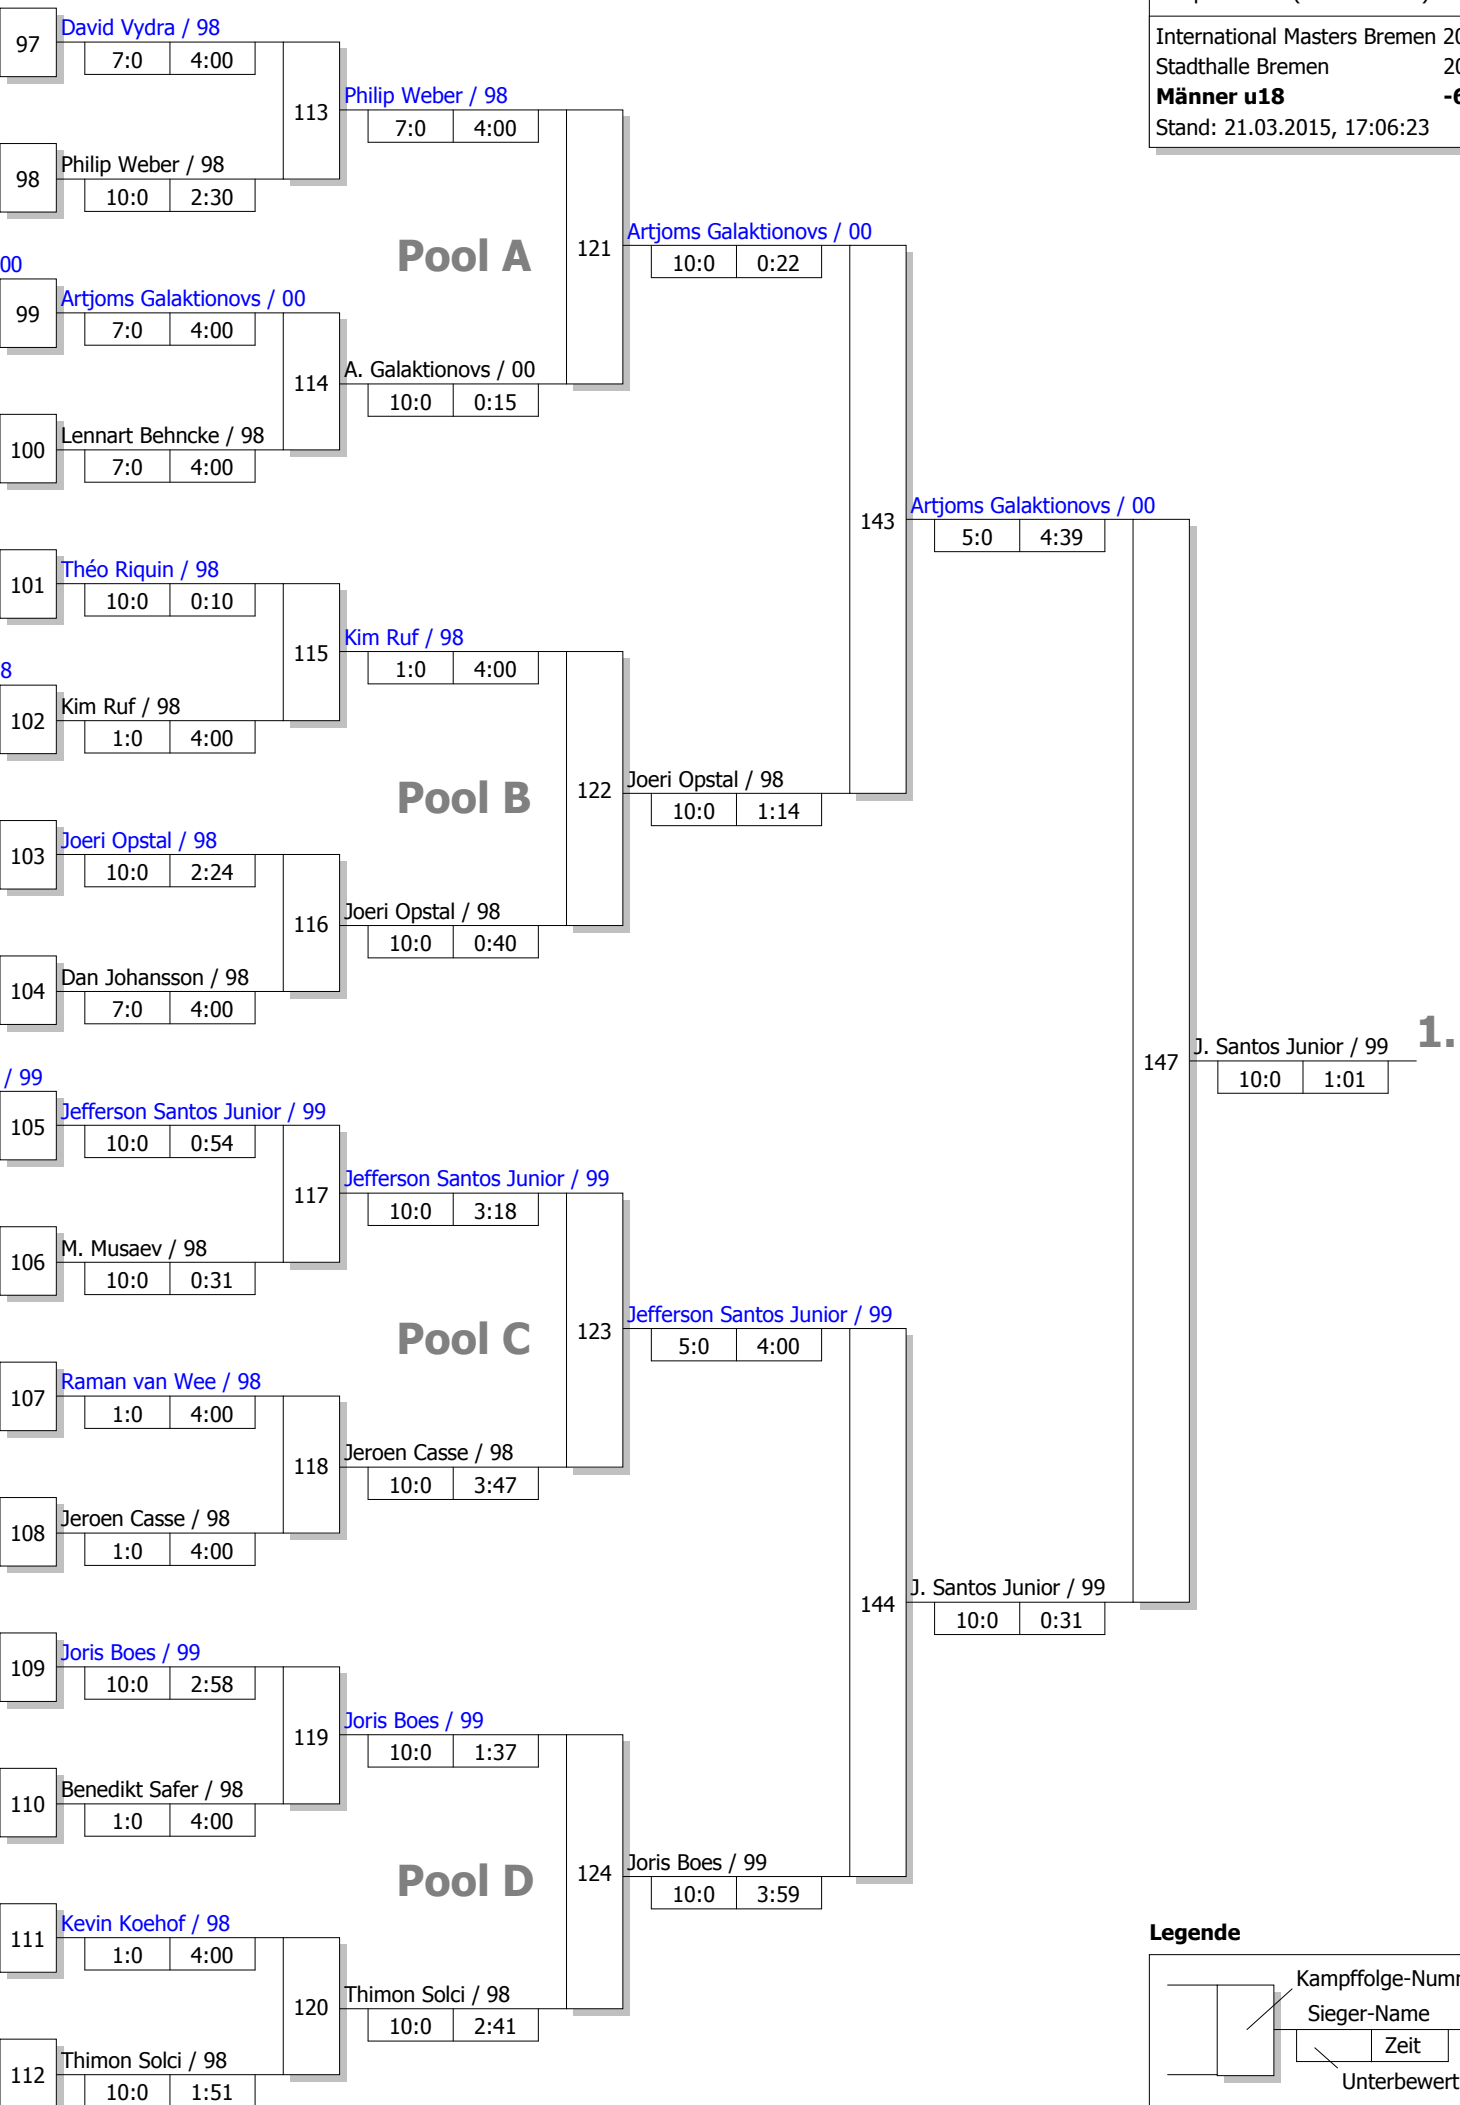 International Masters Bremen
Stadthalle Bremen
Männer u18
Stand: 21.03.2015, 17:06:23
97
David Vydra / 98
7:0 4:00
113
Philip Weber / 98
7:0 4:00
98
Philip Weber / 98
10:0 2:30
Pool A
121
Artjoms Galaktionovs / 00
10:0 0:22
00
99
Artjoms Galaktionovs / 00
7:0 4:00
114
A. Galaktionovs / 00
10:0 0:15
100
Lennart Behncke / 98
7:0 4:00
143
Artjoms Galaktionovs / 00
5:0 4:39
101
Théo Riquin / 98
10:0 0:10
115
Kim Ruf / 98
1:0 4:00
8
102
Kim Ruf / 98
1:0 4:00
Pool B
122
Joeri Opstal / 98
10:0 1:14
103
Joeri Opstal / 98
10:0 2:24
116
Joeri Opstal / 98
10:0 0:40
104
Dan Johansson / 98
7:0 4:00
147
J. Santos Junior / 99
10:0 1:01
1.
/ 99
105
Jefferson Santos Junior / 99
10:0 0:54
117
Jefferson Santos Junior / 99
10:0 3:18
106
M. Musaev / 98
10:0 0:31
Pool C
123
Jefferson Santos Junior / 99
5:0 4:00
107
Raman van Wee / 98
1:0 4:00
118
Jeroen Casse / 98
10:0 3:47
108
Jeroen Casse / 98
1:0 4:00
144
J. Santos Junior / 99
10:0 0:31
109
Joris Boes / 99
10:0 2:58
119
Joris Boes / 99
10:0 1:37
110
Benedikt Safer / 98
1:0 4:00
Pool D
124
Joris Boes / 99
10:0 3:59
111
Kevin Koehof / 98
1:0 4:00
120
Thimon Solci / 98
10:0 2:41
112
Thimon Solci / 98
10:0 1:51
Legende
Kampffolge-Num
Sieger-Name
Zeit
Unterbewert